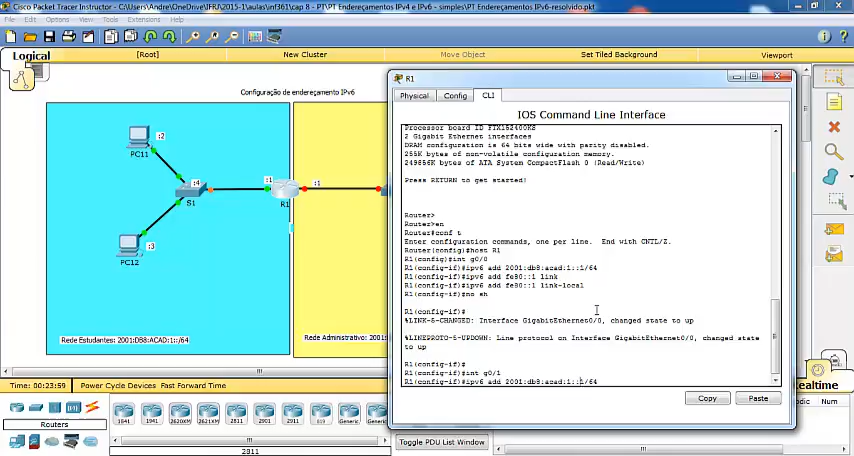 Cisco Packet Tracer Instructor - C:\Users\Andre\OneDrive\IFRJ\2015-1\aulas\inf361\cap 8 - PT\PT Endereçamentos IPv4 e IPv6 - simples\PT Endereçamentos IPv6-resolvido.pkt
File Edit Options View Tools Extensions Help
Logical
[Root]
New Cluster
Move Object
Set Tiled Background
Viewport
Configuração de endereçamento IPv6
PC11
:2
:4
S1
:1
R1
:1
PC12
:3
Rede Estudantes: 2001:DB8:ACAD:1::/64
Rede Administrativo: 2001:
R1
Physical
Config
CLI
IOS Command Line Interface
Processor board ID FTX152400KS
2 Gigabit Ethernet interfaces
DRAM configuration is 64 bits wide with parity disabled.
255K bytes of non-volatile configuration memory.
249856K bytes of ATA System CompactFlash 0 (Read/Write)
Press RETURN to get started!
Router>
Router>en
Router#conf t
Enter configuration commands, one per line.  End with CNTL/Z.
Router(config)#host R1
R1(config)#int g0/0
R1(config-if)#ipv6 add 2001:db8:acad:1::1/64
R1(config-if)#ipv6 add fe80::1 link
R1(config-if)#ipv6 add fe80::1 link-local
R1(config-if)#no sh
R1(config-if)#
%LINK-5-CHANGED: Interface GigabitEthernet0/0, changed state to up
%LINEPROTO-5-UPDOWN: Line protocol on Interface GigabitEthernet0/0, changed state
to up
R1(config-if)#
R1(config-if)#int g0/1
R1(config-if)#ipv6 add 2001:db8:acad:1::1/64
Copy
Paste
Time: 00:23:59
Power Cycle Devices Fast Forward Time
Realtime
Routers
1841
1941
2620XM
2621XM
2811
2901
2911
819
Generic
Generic
2811
Toggle PDU List Window
odic
Num